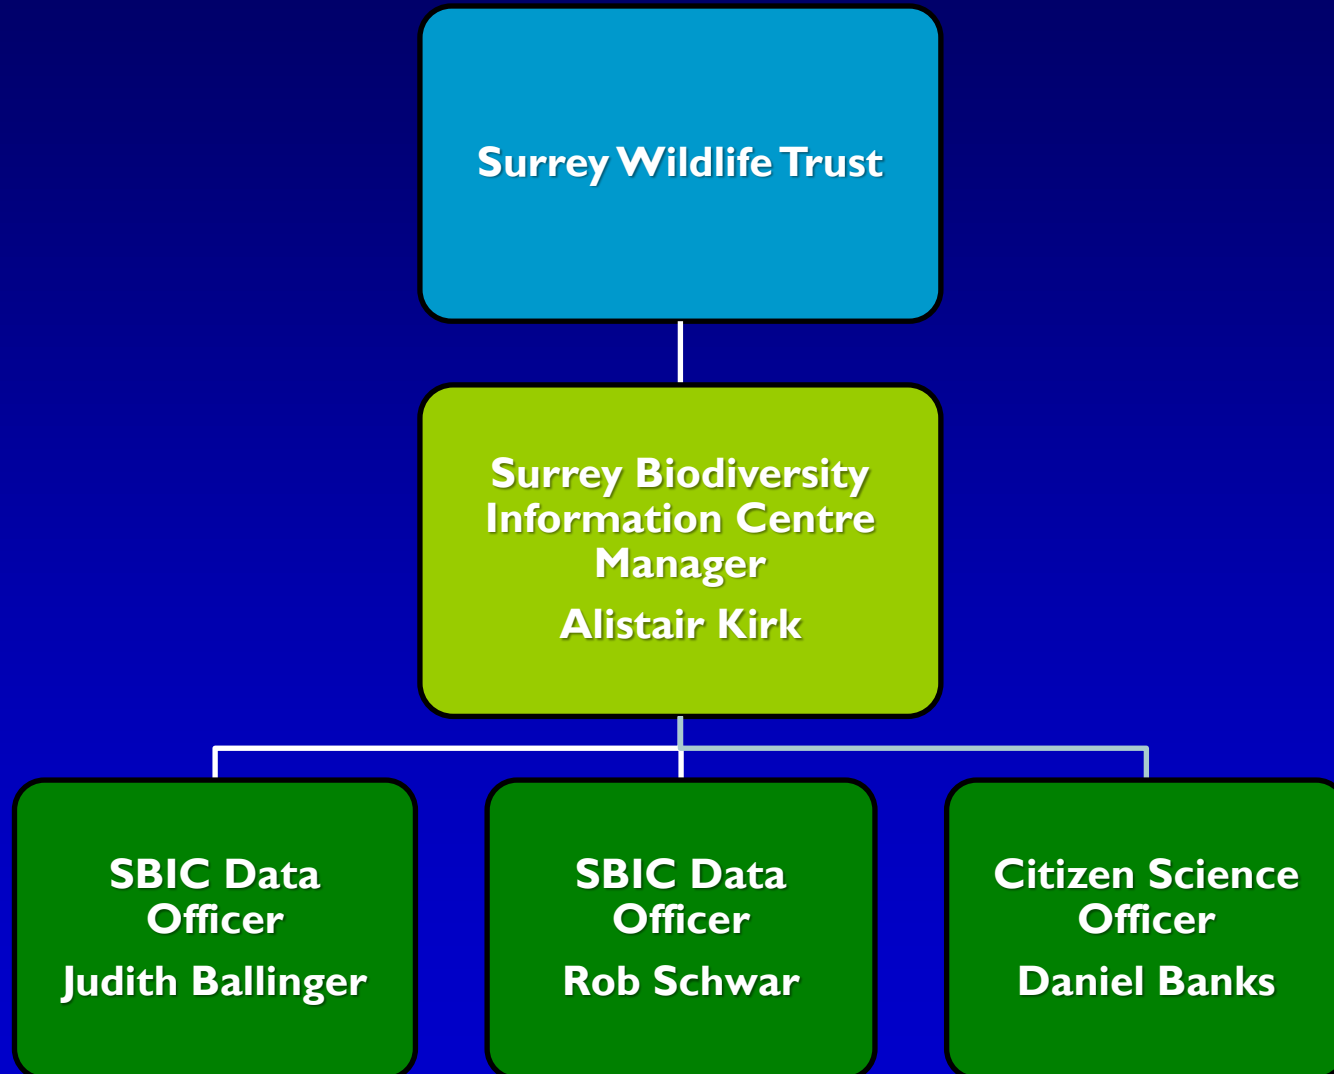 Surrey Wildlife Trust
Surrey Biodiversity
Information Centre
Manager
Alistair Kirk
SBIC Data
Officer
Judith Ballinger
SBIC Data
Officer
Rob Schwar
Citizen Science
Officer
Daniel Banks